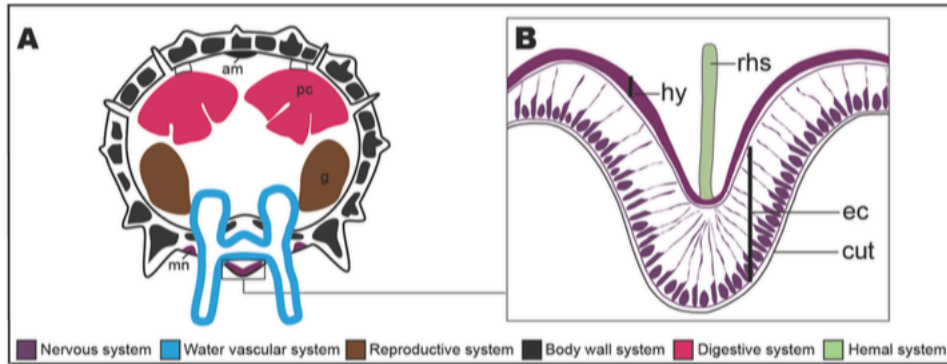 A
am
pc
g
mn
B
rhs
hy
ec
cut
Nervous system
Water vascular system
Reproductive system
Body wall system
Digestive system
Hemal system